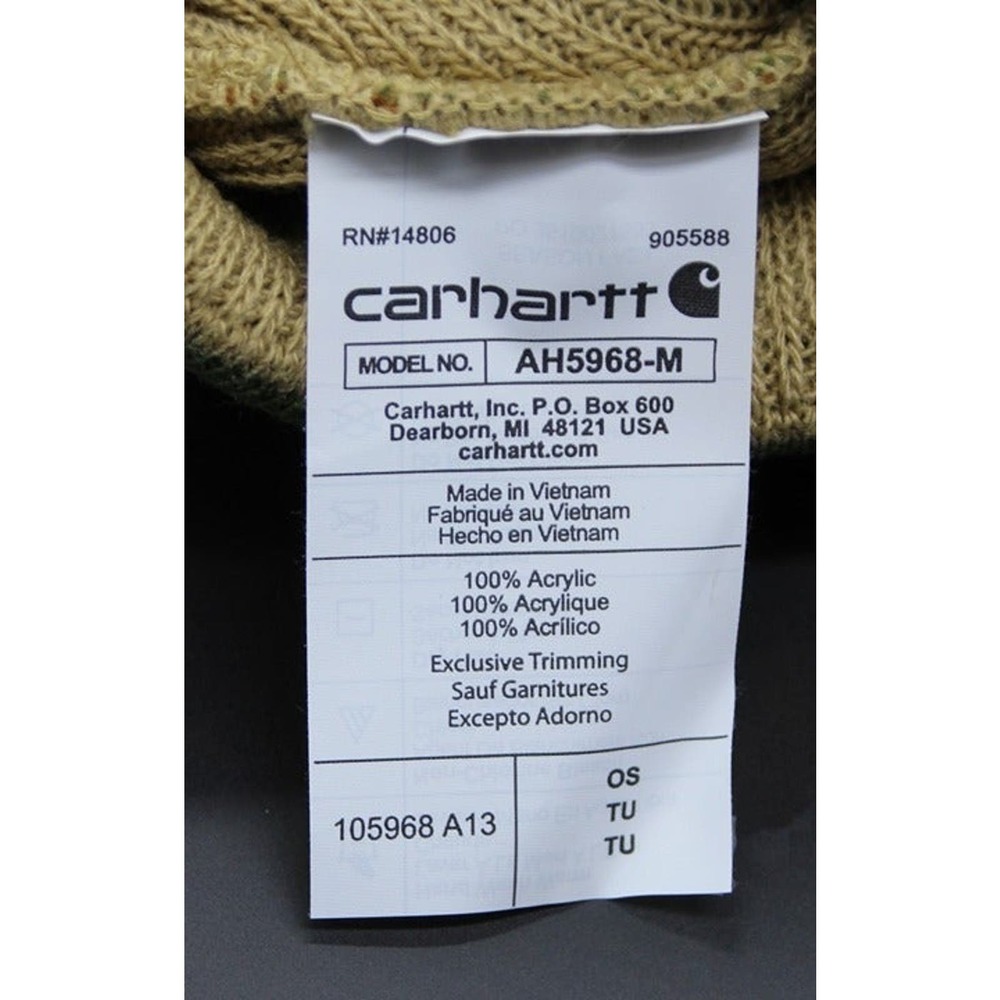 RN#14806 905588
carhartt
MODEL NO. AH5968-M
Carhartt, Inc. P.O. Box 600
Dearborn, MI 48121 USA
carhartt.com
Made in Vietnam
Fabriqué au Vietnam
Hecho en Vietnam
100% Acrylic
100% Acrylique
100% Acrílico
Exclusive Trimming
Sauf Garnitures
Excepto Adorno
105968 A13
OS
TU
TU